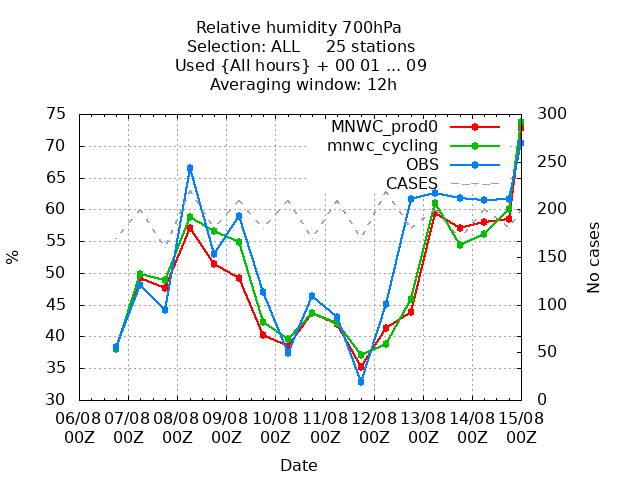 Relative humidity 700hPa
Selection: ALL 25 stations
Used {All hours} + 00 01 ... 09
Averaging window: 12h
75 300
MNWC_prod0
70
mnwc_cycling
250
OBS
65
CASES
60 200
55
150
50
45 100
40
50
35
30 0
% No cases
06/08 07/08 08/08 09/08 10/08 11/08 12/08 13/08 14/08 15/08
00Z 00Z 00Z 00Z 00Z 00Z 00Z 00Z 00Z 00Z
Date